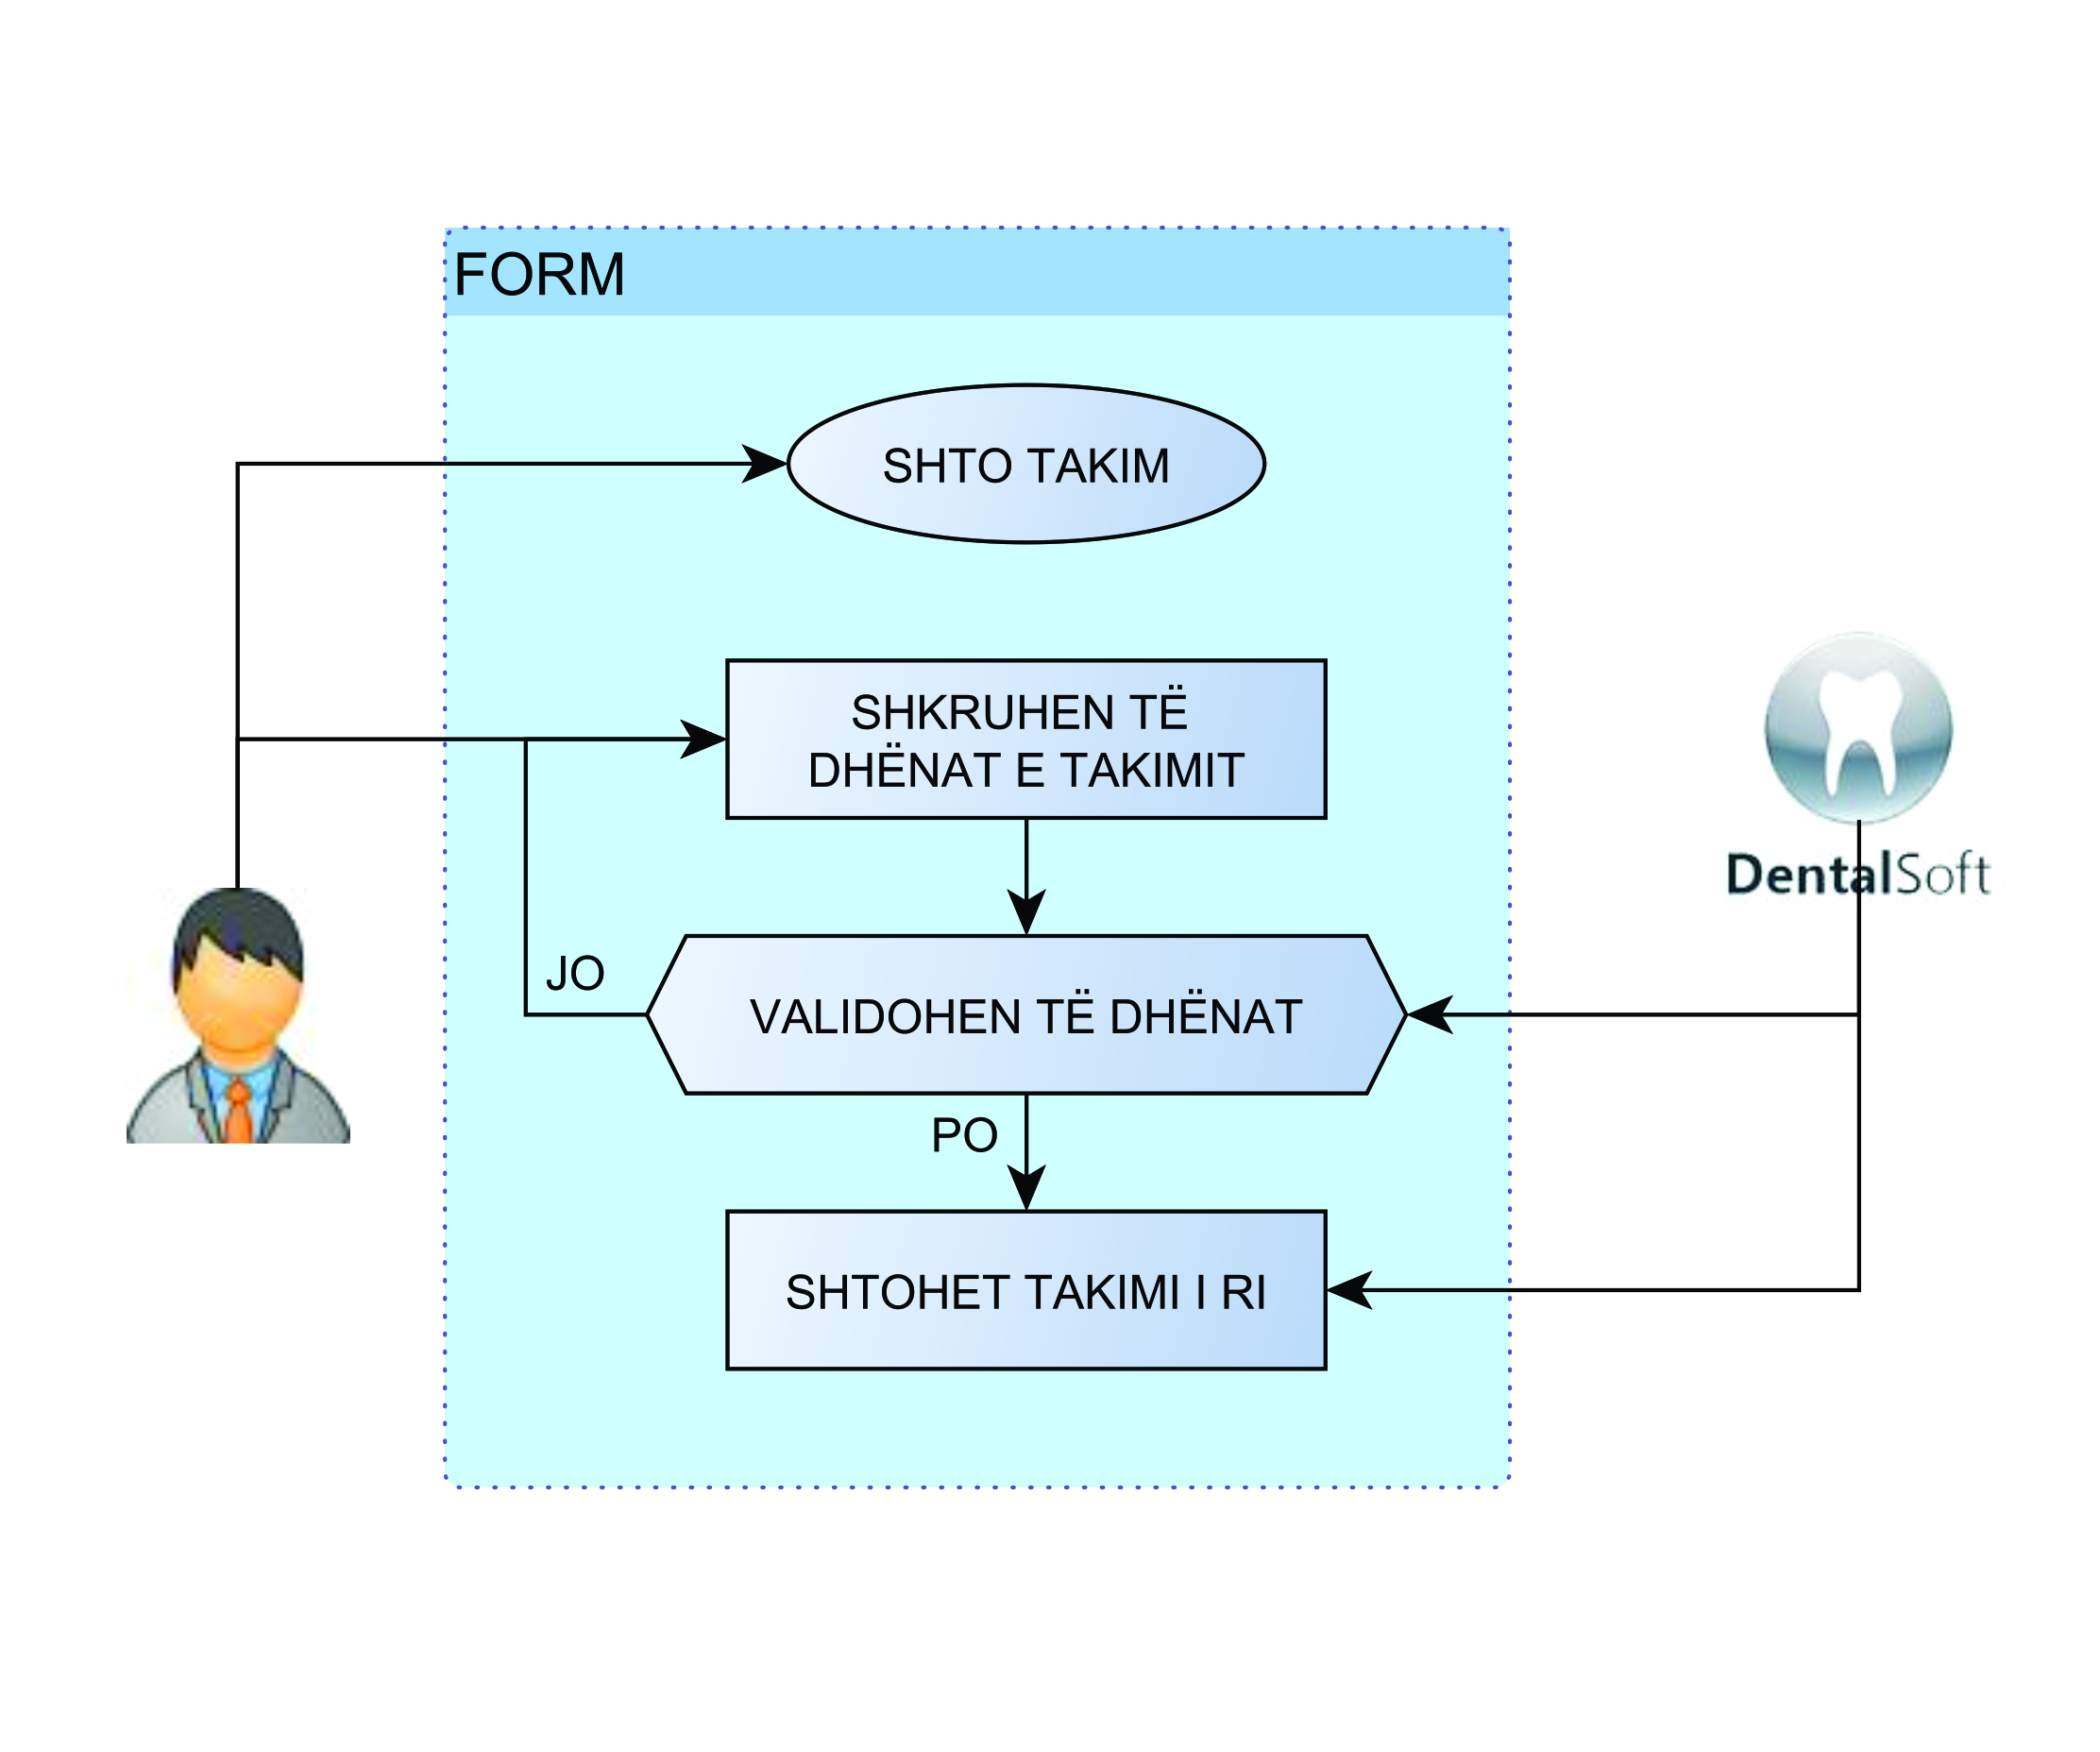 FORM
SHTO TAKIM
SHKRUHEN TË
DHËNAT E TAKIMIT
DentalSoft
JO
VALIDOHEN TË DHËNAT
PO
SHTOHET TAKIMI I RI